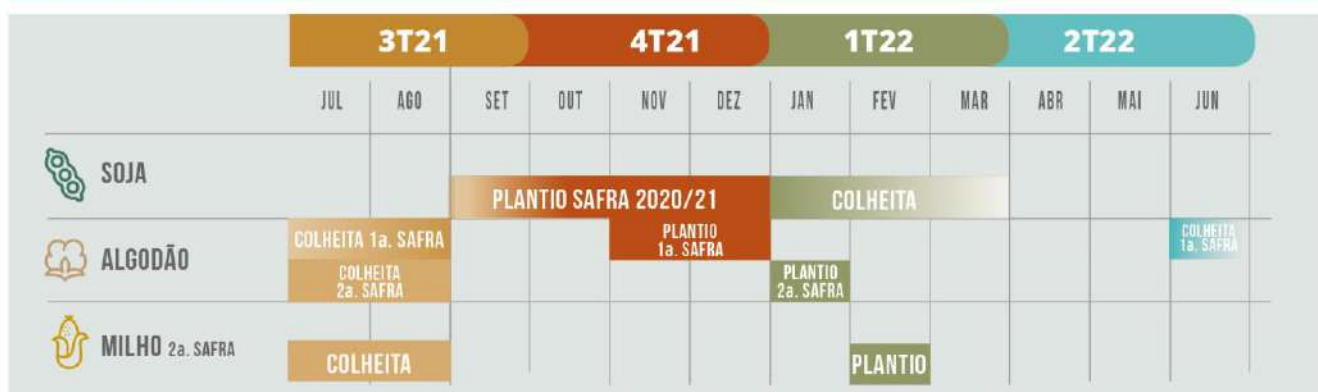 3T21 4T21 1T22 2T22
JUL AGO SET OUT NOV DEZ JAN FEV MAR ABR MAI JUN
SOJA
PLANTIO SAFRA 2020/21 COLHEITA
ALGODÃO
COLHEITA 1a. SAFRA
PLANTIO
1a. SAFRA
COLHEITA
1a. SAFRA
COLHEITA
2a. SAFRA
PLANTIO
2a. SAFRA
MILHO 2a. SAFRA
COLHEITA PLANTIO